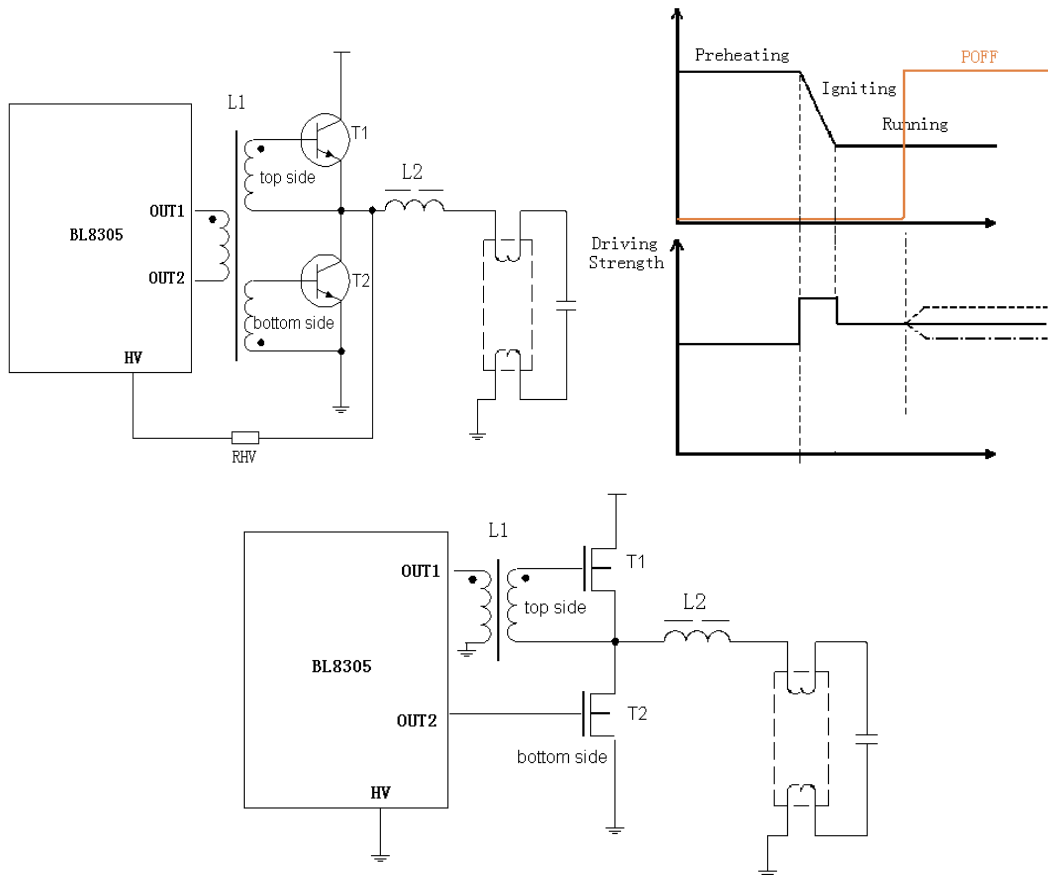 L1
T1
top side
L2
OUT1
BL8305
OUT2
T2
bottom side
HV
RHV
Preheating
POFF
Igniting
Running
Driving
Strength
L1
OUT1
T1
top side
L2
BL8305
OUT2
T2
bottom side
HV